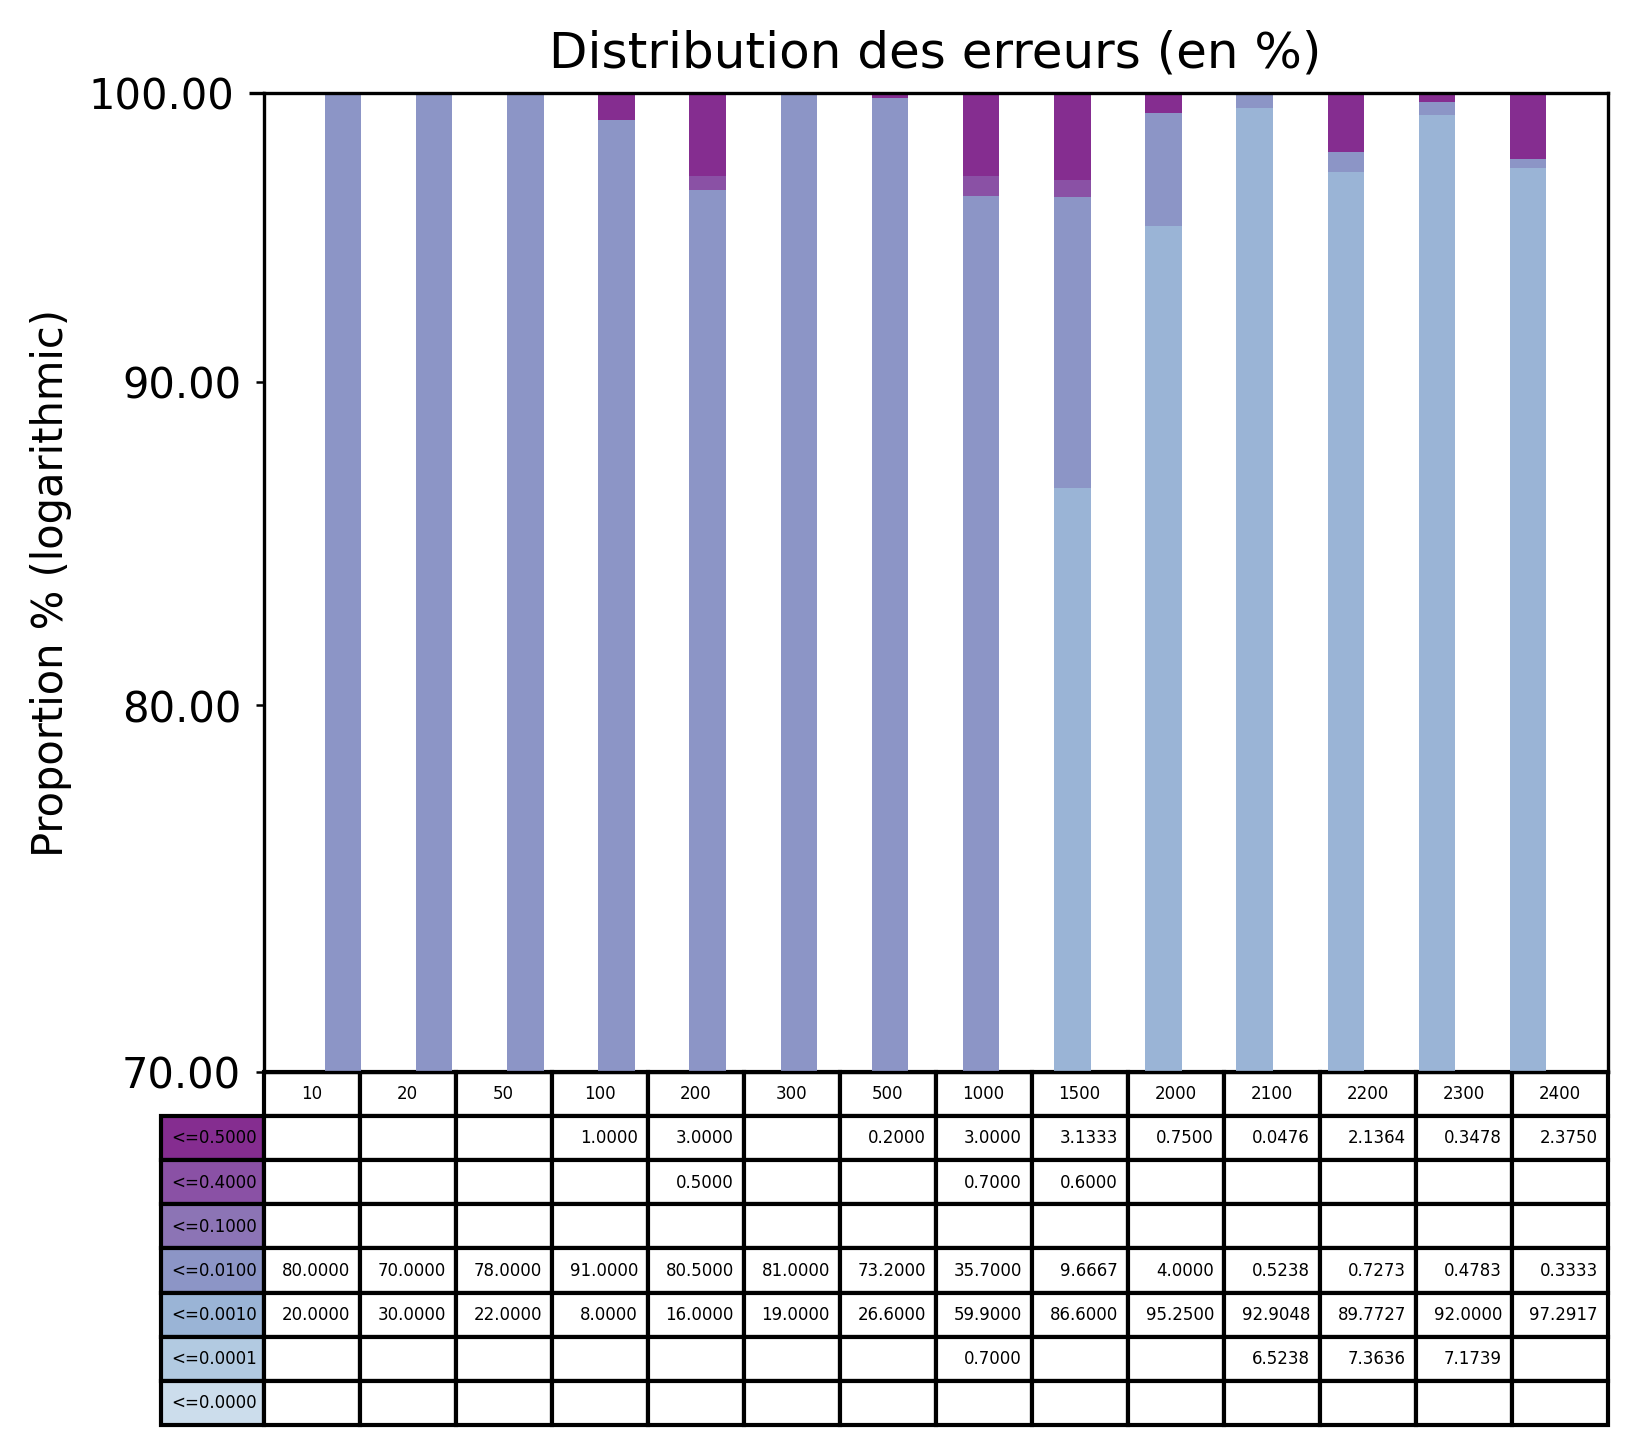 Distribution des erreurs (en %)
Proportion % (logarithmic)
100.00
90.00
80.00
70.00
10 20 50 100 200 300 500 1000 1500 2000 2100 2200 2300 2400
<=0.5000 1.0000 3.0000 0.2000 3.0000 3.1333 0.7500 0.0476 2.1364 0.3478 2.3750
<=0.4000 0.5000 0.7000 0.6000
<=0.1000
<=0.0100 80.0000 70.0000 78.0000 91.0000 80.5000 81.0000 73.2000 35.7000 9.6667 4.0000 0.5238 0.7273 0.4783 0.3333
<=0.0010 20.0000 30.0000 22.0000 8.0000 16.0000 19.0000 26.6000 59.9000 86.6000 95.2500 92.9048 89.7727 92.0000 97.2917
<=0.0001 0.7000 6.5238 7.3636 7.1739
<=0.0000